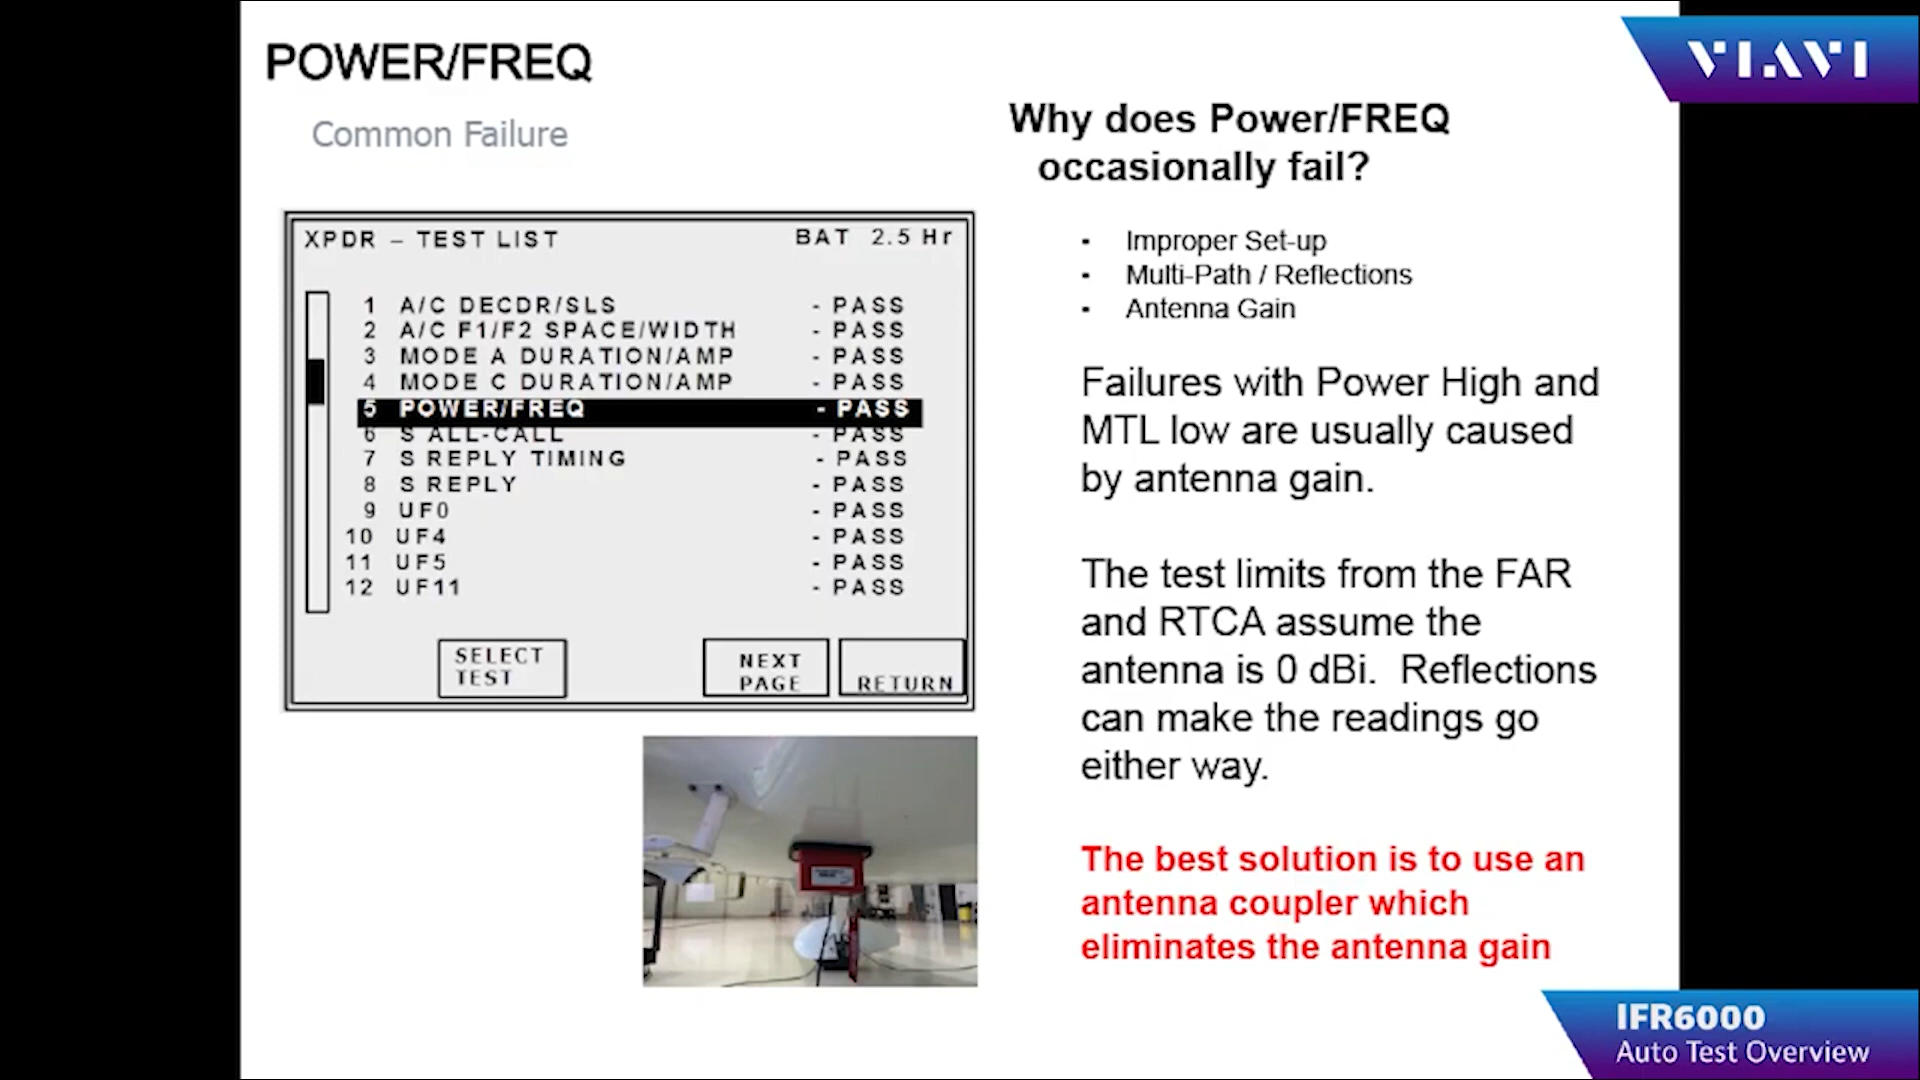 POWER/FREQ
Common Failure
VIAVI
Why does Power/FREQ
occasionally fail?
XPDR – TEST LIST BAT 2.5 Hr
1 A/C DECDR/SLS - PASS
2 A/C F1/F2 SPACE/WIDTH - PASS
3 MODE A DURATION/AMP - PASS
4 MODE C DURATION/AMP - PASS
5 POWER/FREQ - PASS
6 S ALL-CALL - PASS
7 S REPLY TIMING - PASS
8 S REPLY - PASS
9 UF0 - PASS
10 UF4 - PASS
11 UF5 - PASS
12 UF11 - PASS
SELECT
TEST
NEXT
PAGE
RETURN
▪ Improper Set-up
▪ Multi-Path / Reflections
▪ Antenna Gain
Failures with Power High and
MTL low are usually caused
by antenna gain.
The test limits from the FAR
and RTCA assume the
antenna is 0 dBi. Reflections
can make the readings go
either way.
The best solution is to use an
antenna coupler which
eliminates the antenna gain
IFR6000
Auto Test Overview